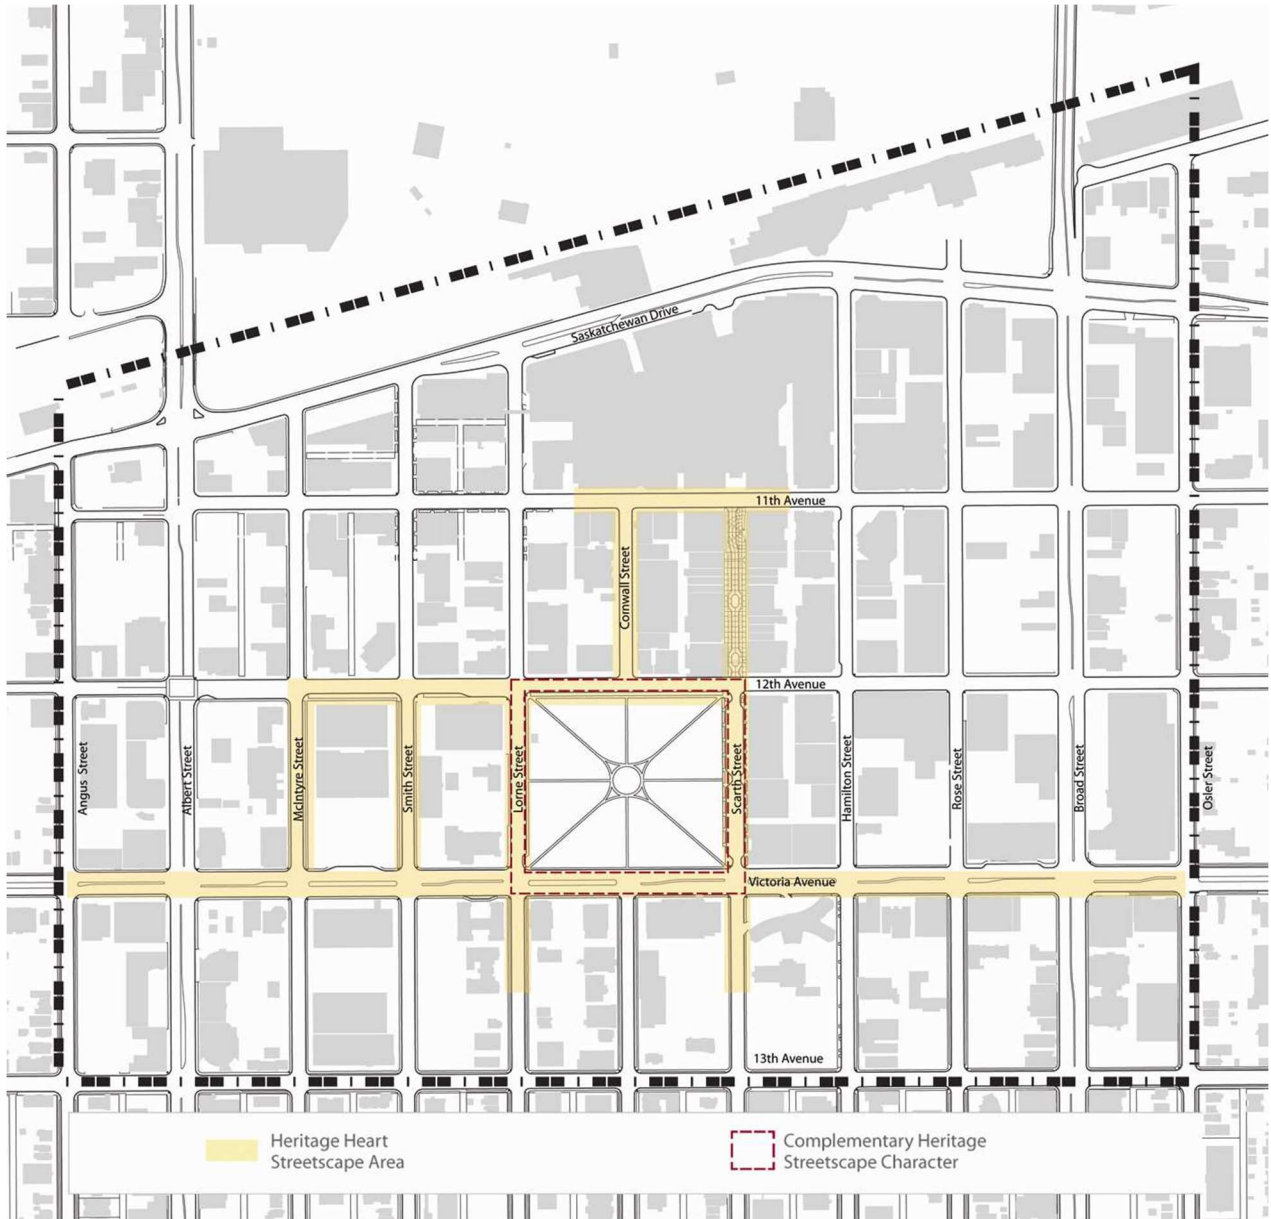 Saskatchewan Drive
11th Avenue
Cornwall Street
12th Avenue
Angus Street
Albert Street
McIntyre Street
Smith Street
Lorne Street
Scarth Street
Hamilton Street
Rose Street
Broad Street
Osler Street
Victoria Avenue
13th Avenue
Heritage Heart
Streetscape Area
Complementary Heritage
Streetscape Character